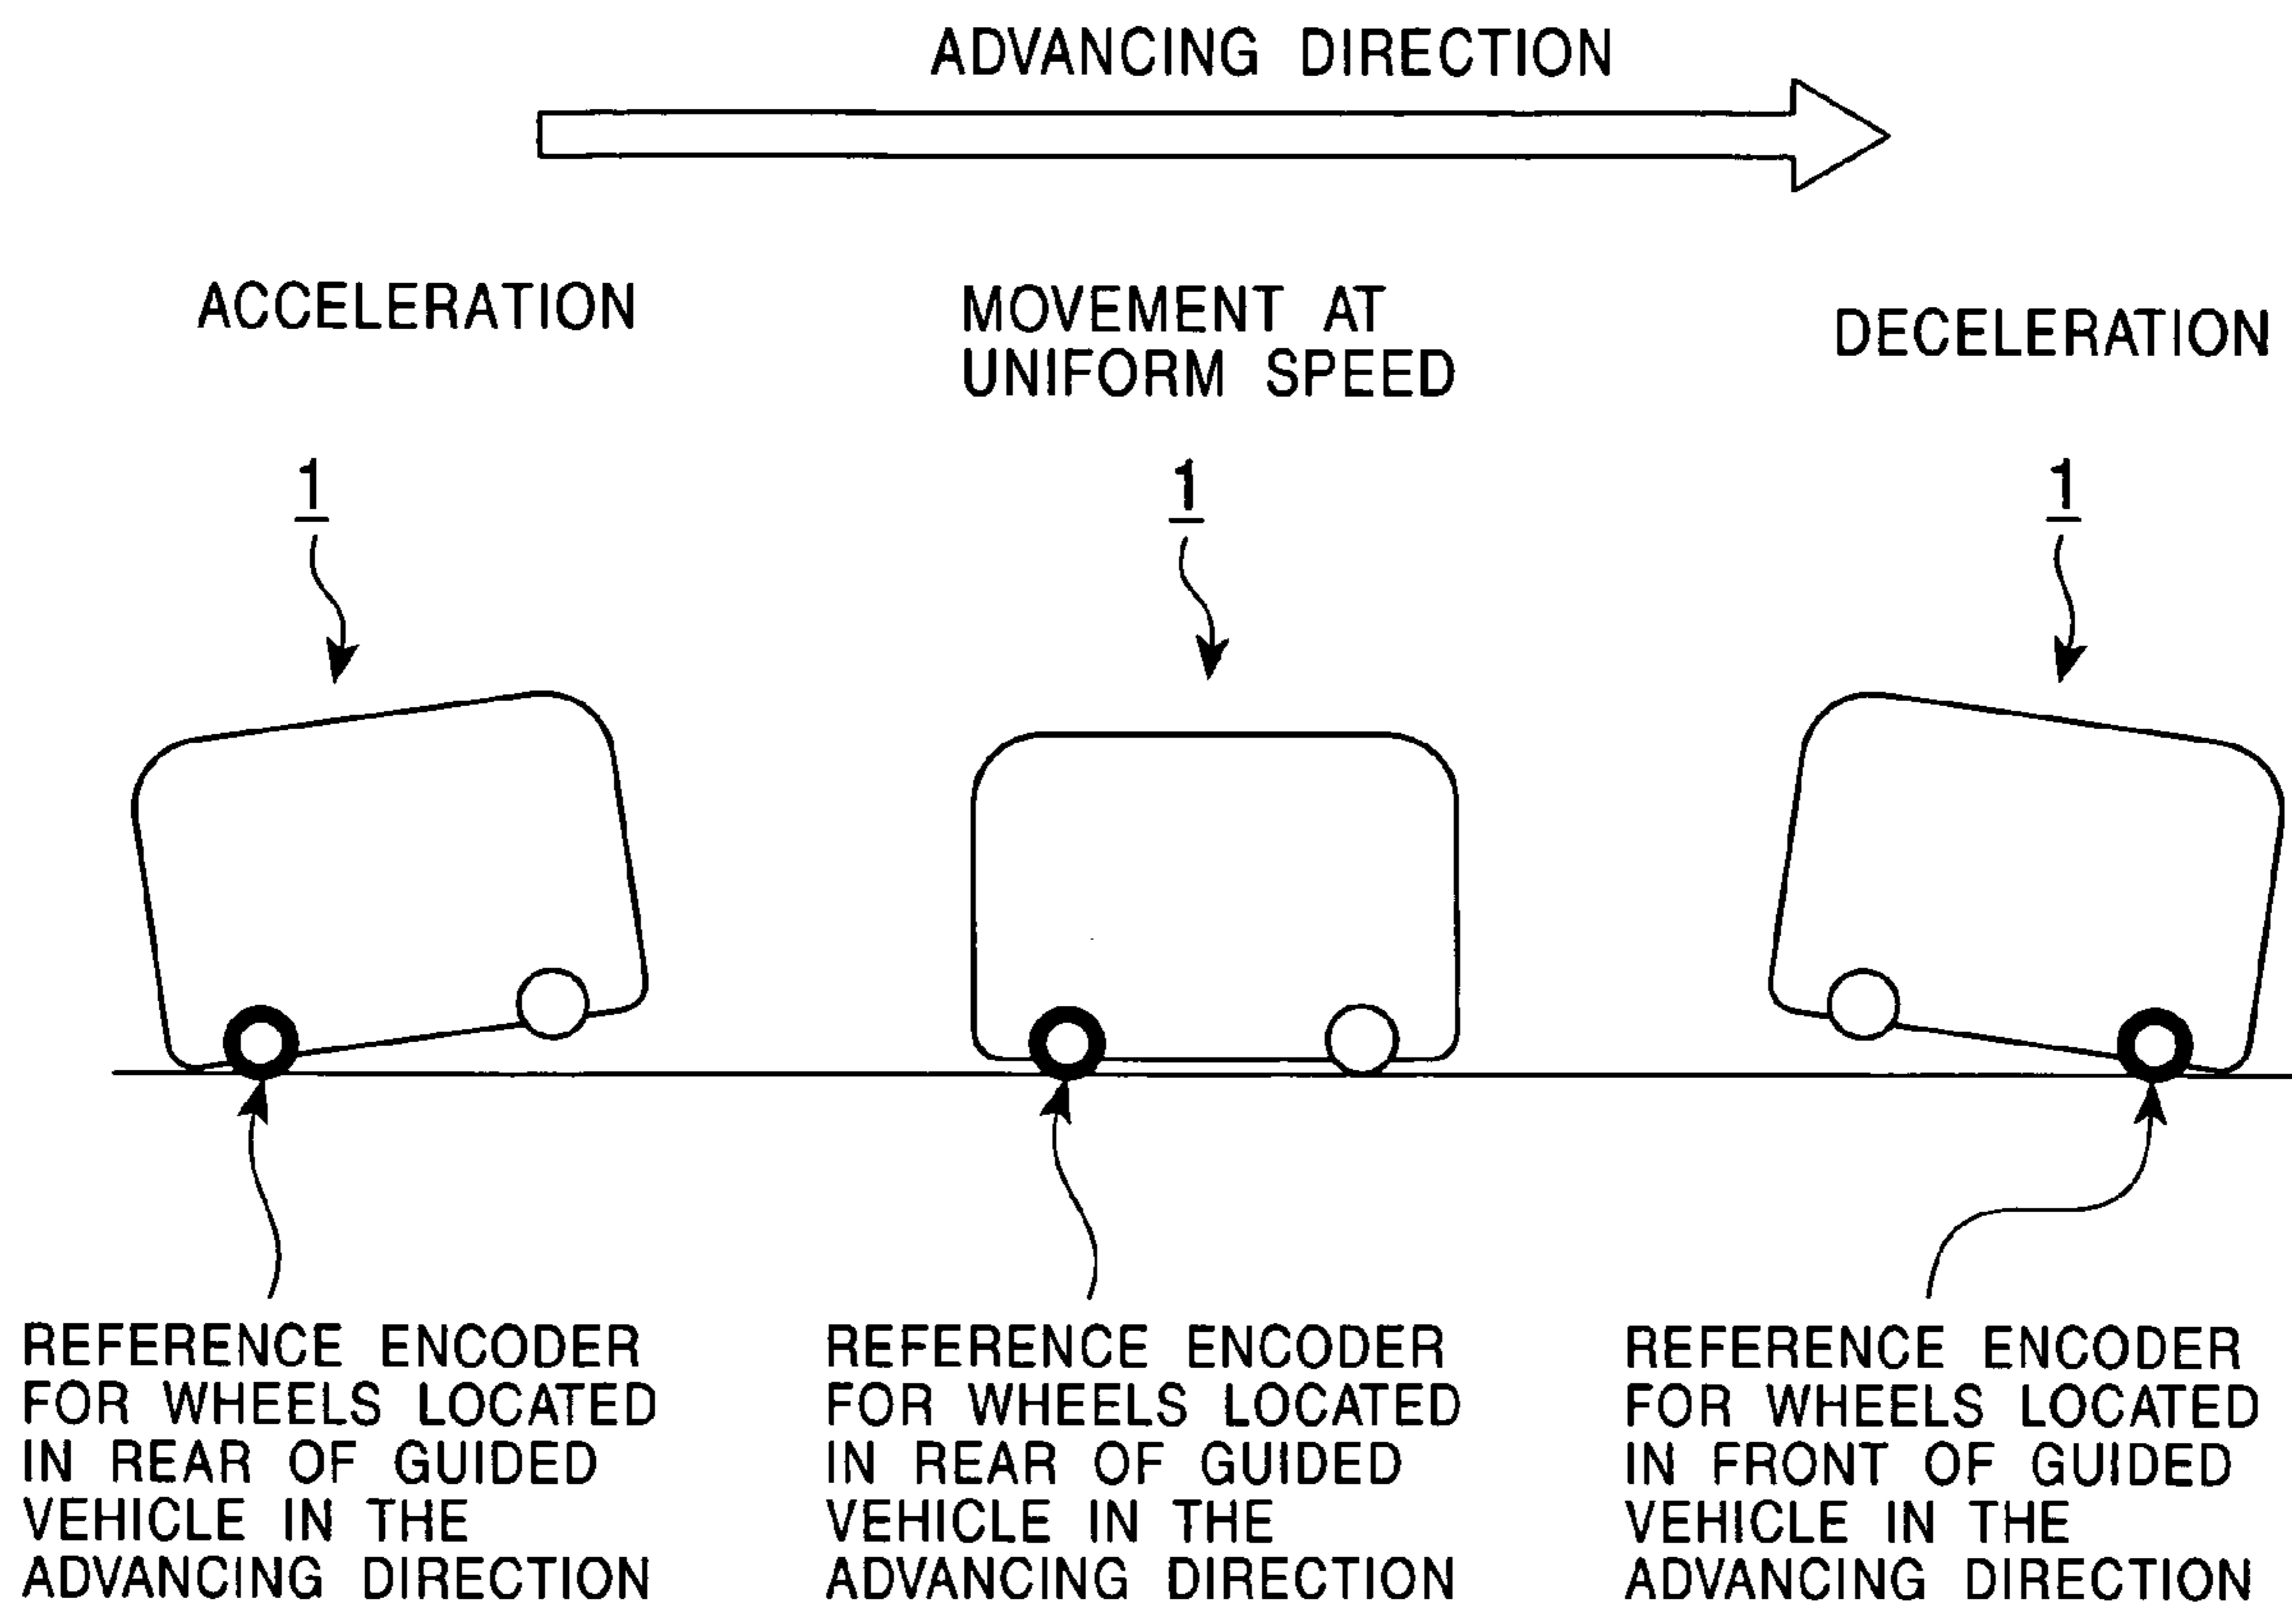 ADVANCING DIRECTION
ACCELERATION
MOVEMENT AT
UNIFORM SPEED
DECELERATION
1
1
1
REFERENCE ENCODER
FOR WHEELS LOCATED
IN REAR OF GUIDED
VEHICLE IN THE
ADVANCING DIRECTION
REFERENCE ENCODER
FOR WHEELS LOCATED
IN REAR OF GUIDED
VEHICLE IN THE
ADVANCING DIRECTION
REFERENCE ENCODER
FOR WHEELS LOCATED
IN FRONT OF GUIDED
VEHICLE IN THE
ADVANCING DIRECTION